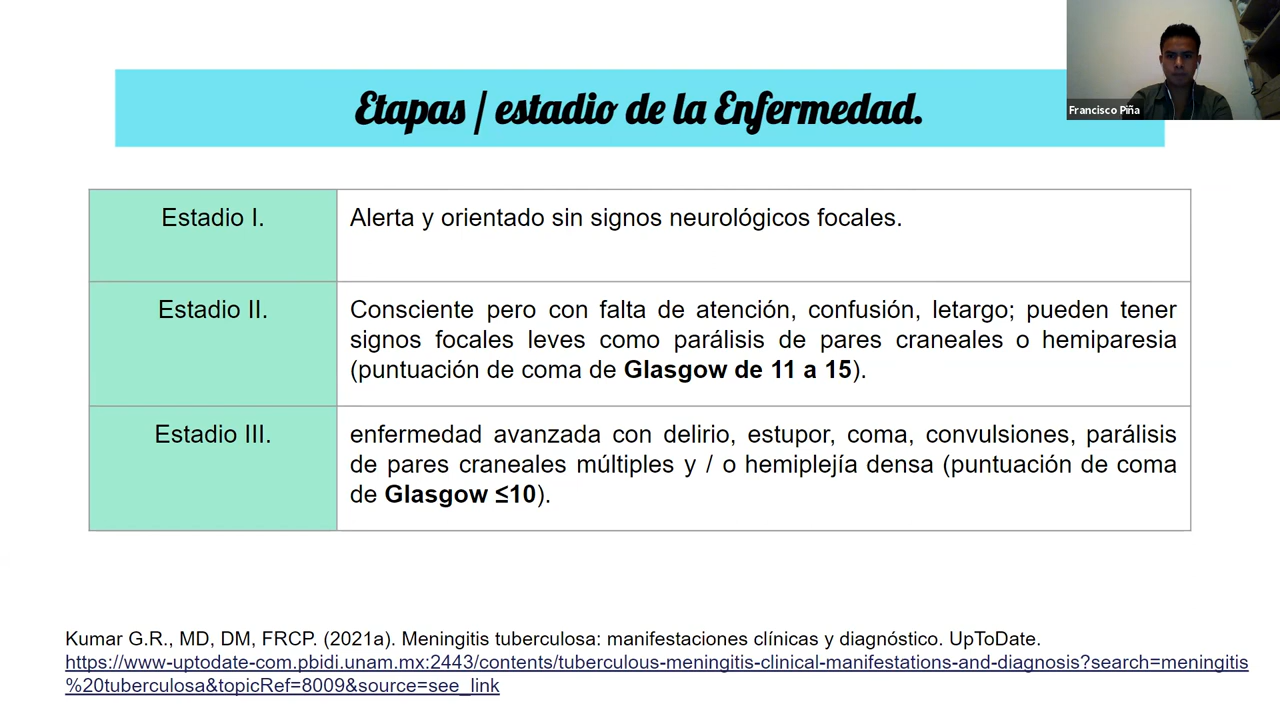 Etapas / estadio de la Enfermedad.
Francisco Piña
Estadio I.
Alerta y orientado sin signos neurológicos focales.
Estadio II.
Consciente pero con falta de atención, confusión, letargo; pueden tener
signos focales leves como parálisis de pares craneales o hemiparesia
(puntuación de coma de Glasgow de 11 a 15).
Estadio III.
enfermedad avanzada con delirio, estupor, coma, convulsiones, parálisis
de pares craneales múltiples y / o hemiplejía densa (puntuación de coma
de Glasgow ≤10).
Kumar G.R., MD, DM, FRCP. (2021a). Meningitis tuberculosa: manifestaciones clínicas y diagnóstico. UpToDate.
https://www-uptodate-com.pbidi.unam.mx:2443/contents/tuberculous-meningitis-clinical-manifestations-and-diagnosis?search=meningitis
%20tuberculosa&topicRef=8009&source=see_link